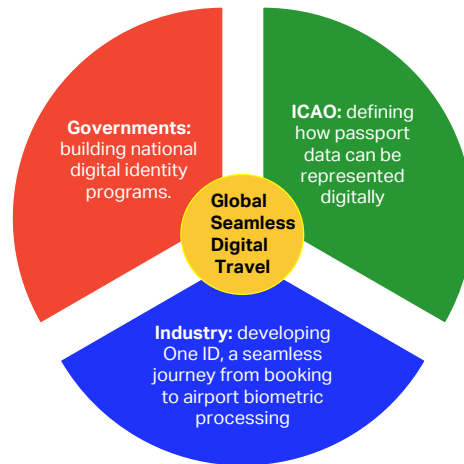 Governments:
building national
digital identity
programs.
ICAO: defining
how passport
data can be
represented
digitally
Global
Seamless
Digital
Travel
Industry: developing
One ID, a seamless
journey from booking
to airport biometric
processing